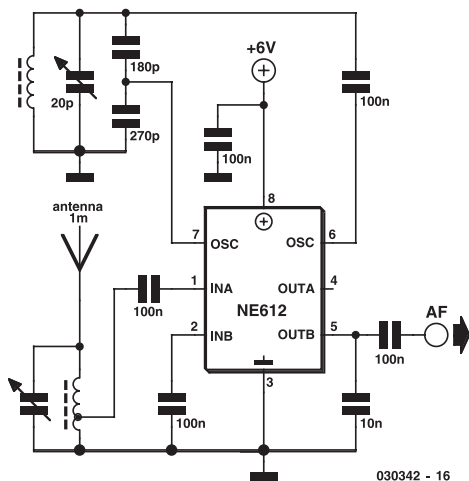 180p
+6V
20p
100n
270p
100n
antenna
1m
8
7
OSC
OSC
6
1
INA
OUTA
4
100n
NE612
AF
2
INB
OUTB
5
100n
3
100n
10n
030342 - 16